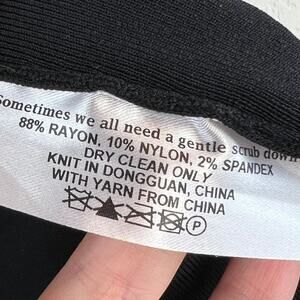 Sometimes we all need a gentle scrub down
88% RAYON, 10% NYLON, 2% SPANDEX
DRY CLEAN ONLY
KNIT IN DONGGUAN, CHINA
WITH YARN FROM CHINA
P